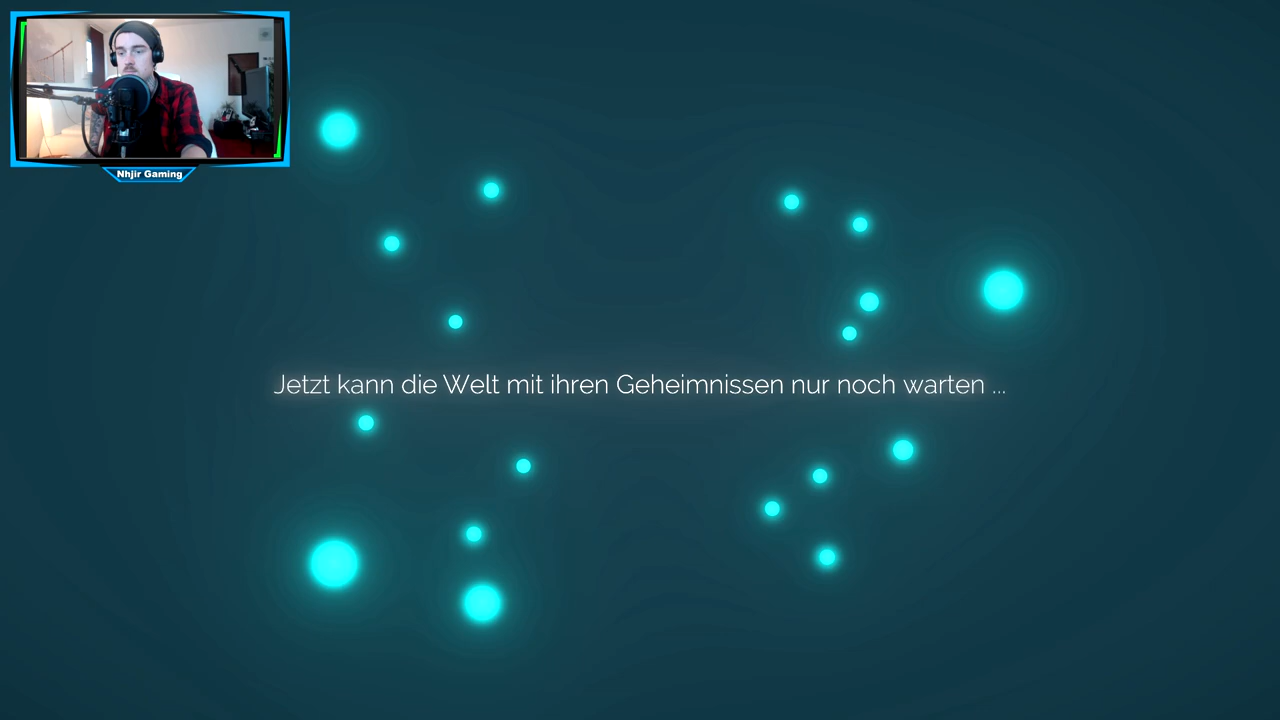 Nhjir Gaming
Jetzt kann die Welt mit ihren Geheimnissen nur noch warten ...